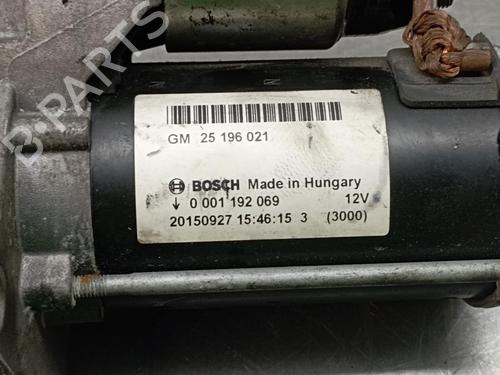 B-PARTS
GM 25 196 021
BOSCH Made in Hungary
↓ 0 001 192 069 12V
20150927 15:46:15 3 (3000)